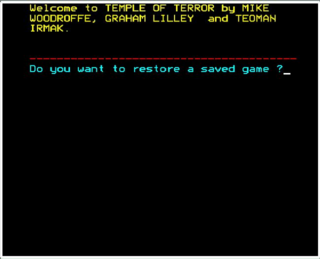 Welcome to TEMPLE OF TERROR by MIKE
WOODROFFE, GRAHAM LILLEY  and TEOMAN
IRMAK.
Do you want to restore a saved game ?_